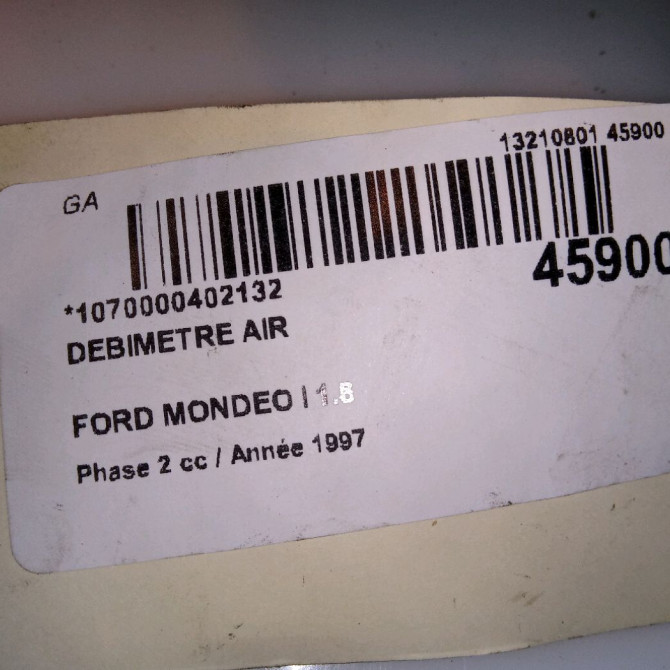 13210801 45900
GA
45900
*1070000402132
DEBIMETRE AIR
FORD MONDEO I 1.8
Phase 2 cc / Année 1997